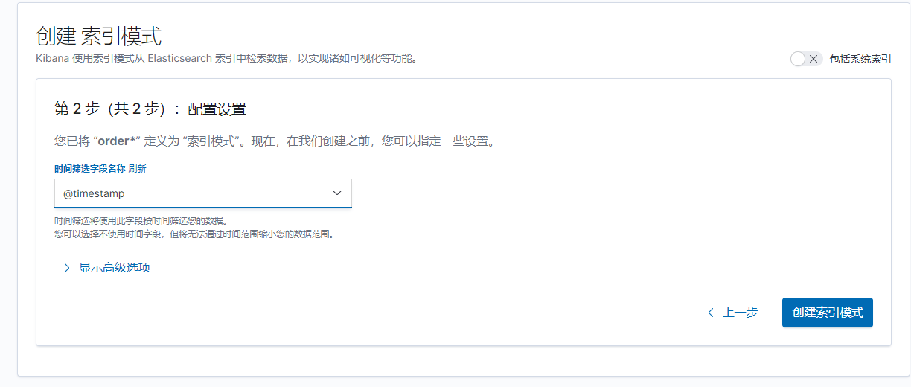 创建 索引模式
Kibana 使用索引模式从 Elasticsearch 索引中检索数据，以实现诸如可视化等功能。
包括系统索引
第 2 步（共 2 步）：配置设置
您已将 “order*” 定义为 “索引模式”。现在，在我们创建之前，您可以指定一些设置。
时间筛选字段名称 刷新
@timestamp
时间筛选将使用此字段按时间筛选您的数据。
您可以选择不使用时间字段，但将无法通过时间范围缩小您的数据范围。
显示高级选项
上一步
创建索引模式